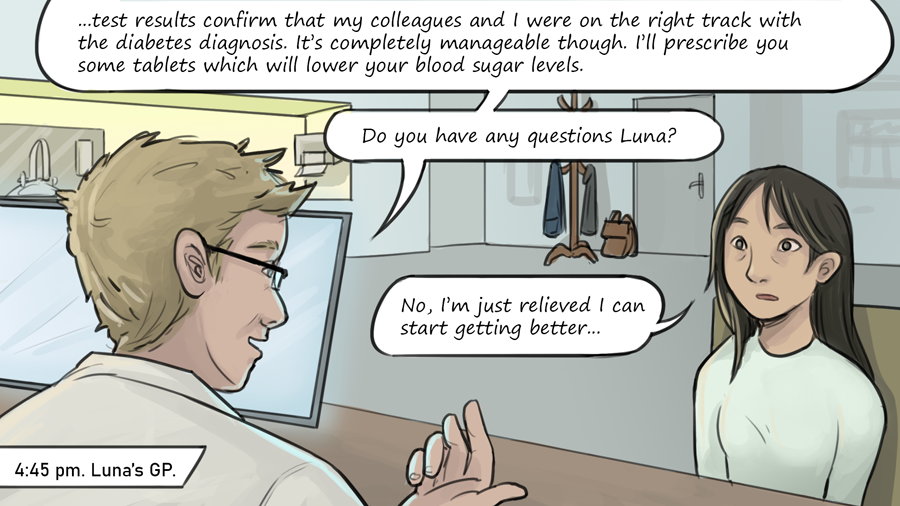 ...test results confirm that my colleagues and I were on the right track with
the diabetes diagnosis. It's completely manageable though. I'll prescribe you
some tablets which will lower your blood sugar levels.
Do you have any questions Luna?
No, I'm just relieved I can
start getting better...
4:45 pm. Luna's GP.